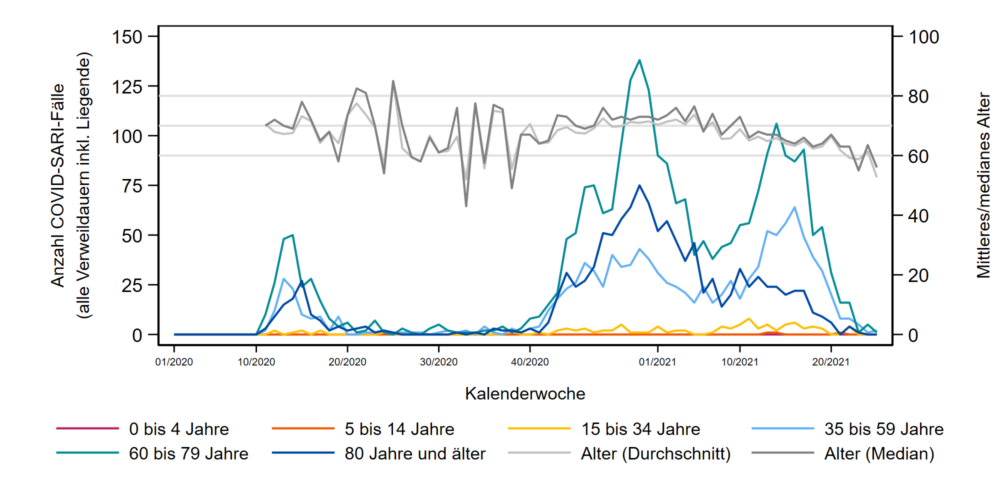 Anzahl COVID-SARI-Fälle
(alle Verweildauern inkl. Liegende)
150
125
100
75
50
25
0
100
80
60
40
20
0
Mittleres/medianes Alter
01/2020
10/2020
20/2020
30/2020
40/2020
01/2021
10/2021
20/2021
Kalenderwoche
0 bis 4 Jahre
5 bis 14 Jahre
15 bis 34 Jahre
35 bis 59 Jahre
60 bis 79 Jahre
80 Jahre und älter
Alter (Durchschnitt)
Alter (Median)